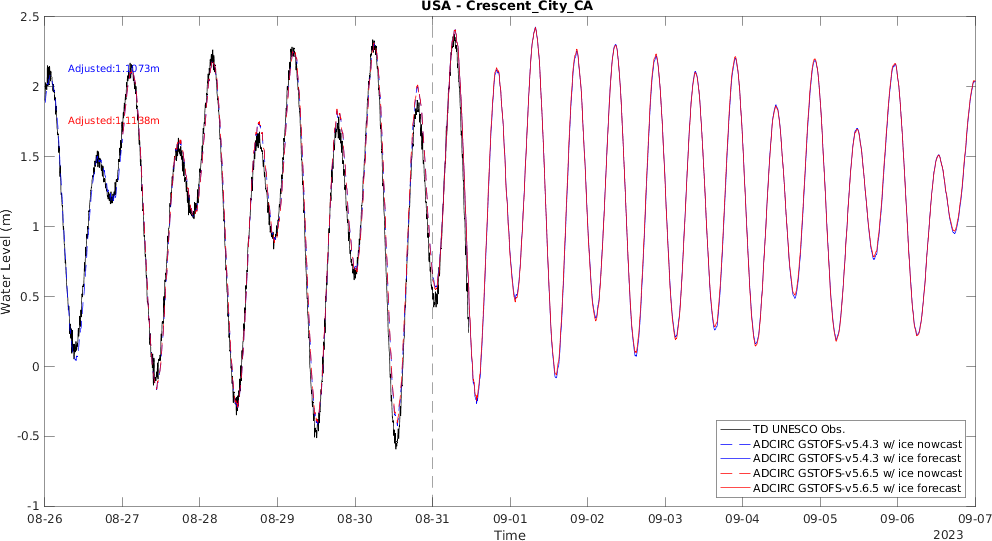 USA - Crescent_City_CA
2.5
2
1.5
1
0.5
0
-0.5
-1
Water Level (m)
Adjusted:1.1073m
Adjusted:1.1138m
TD UNESCO Obs.
ADCIRC GSTOFS-v5.4.3 w/ ice nowcast
ADCIRC GSTOFS-v5.4.3 w/ ice forecast
ADCIRC GSTOFS-v5.6.5 w/ ice nowcast
ADCIRC GSTOFS-v5.6.5 w/ ice forecast
08-26 08-27 08-28 08-29 08-30 08-31 09-01 09-02 09-03 09-04 09-05 09-06 09-07
Time
2023